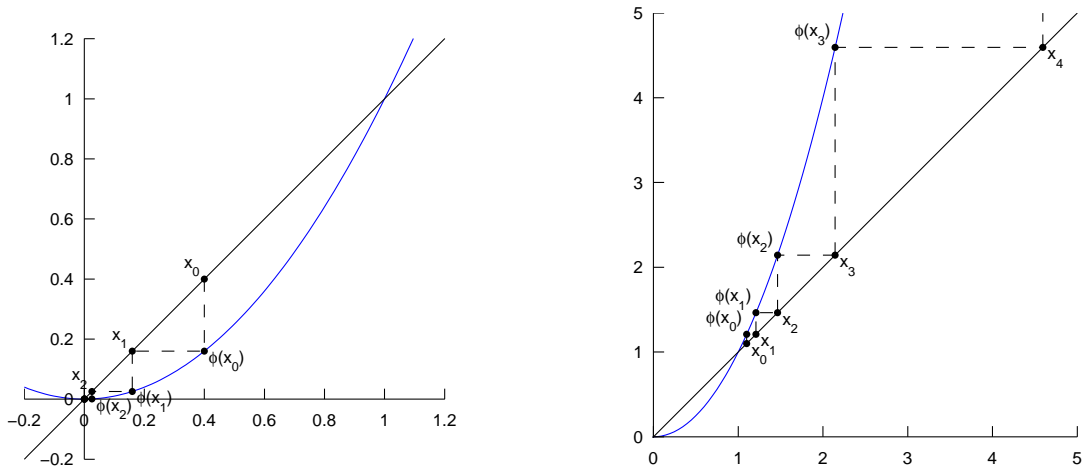 1.2
1
0.8
0.6
0.4
0.2
0
−0.2
x₀
x₁
x₂
ϕ(x₀)
ϕ(x₂) ϕ(x₁)
−0.2 0 0.2 0.4 0.6 0.8 1 1.2
5
4
3
2
1
0
ϕ(x₃)
x₄
ϕ(x₂)
x₃
ϕ(x₁)
ϕ(x₀)
x₂
x₀ x₁
0 1 2 3 4 5